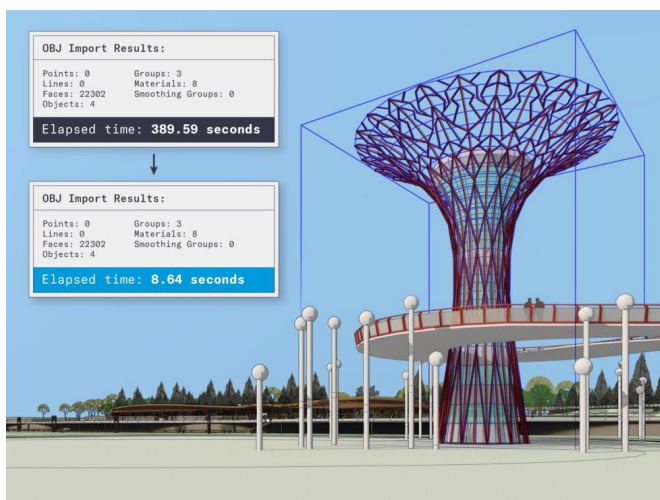 OBJ Import Results:
Points: 0 Groups: 3
Lines: 0 Materials: 8
Faces: 22302 Smoothing Groups: 0
Objects: 4
Elapsed time: 389.59 seconds
OBJ Import Results:
Points: 0 Groups: 3
Lines: 0 Materials: 8
Faces: 22302 Smoothing Groups: 0
Objects: 4
Elapsed time: 8.64 seconds